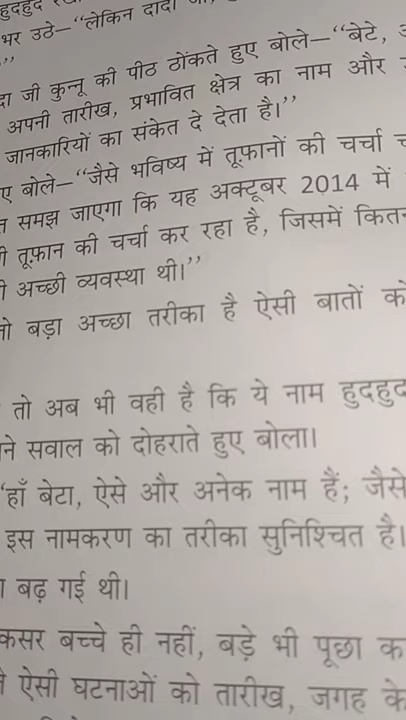 भर उठे—“लेकिन दादा
दा जी कुन्नू की पीठ ठोंकते हुए बोले—“बेटे,
अपनी तारीख, प्रभावित क्षेत्र का नाम और
जानकारियों का संकेत दे देता है।”
ए बोले—“जैसे भविष्य में तूफानों की चर्चा
समझ जाएगा कि यह अक्टूबर 2014 में
तूफ़ान की चर्चा कर रहा है, जिसमें
अच्छी व्यवस्था थी।”
बड़ा अच्छा तरीका है ऐसी बातों को
तो अब भी वही है कि ये नाम हुदहुद
ने सवाल को दोहराते हुए बोला।
‘हाँ बेटा, ऐसे और अनेक नाम हैं; जैसे
इस नामकरण का तरीका सुनिश्चित है।
बढ़ गई थी।
कसर बच्चे ही नहीं, बड़े भी पूछा
ऐसी घटनाओं को तारीख, जगह के